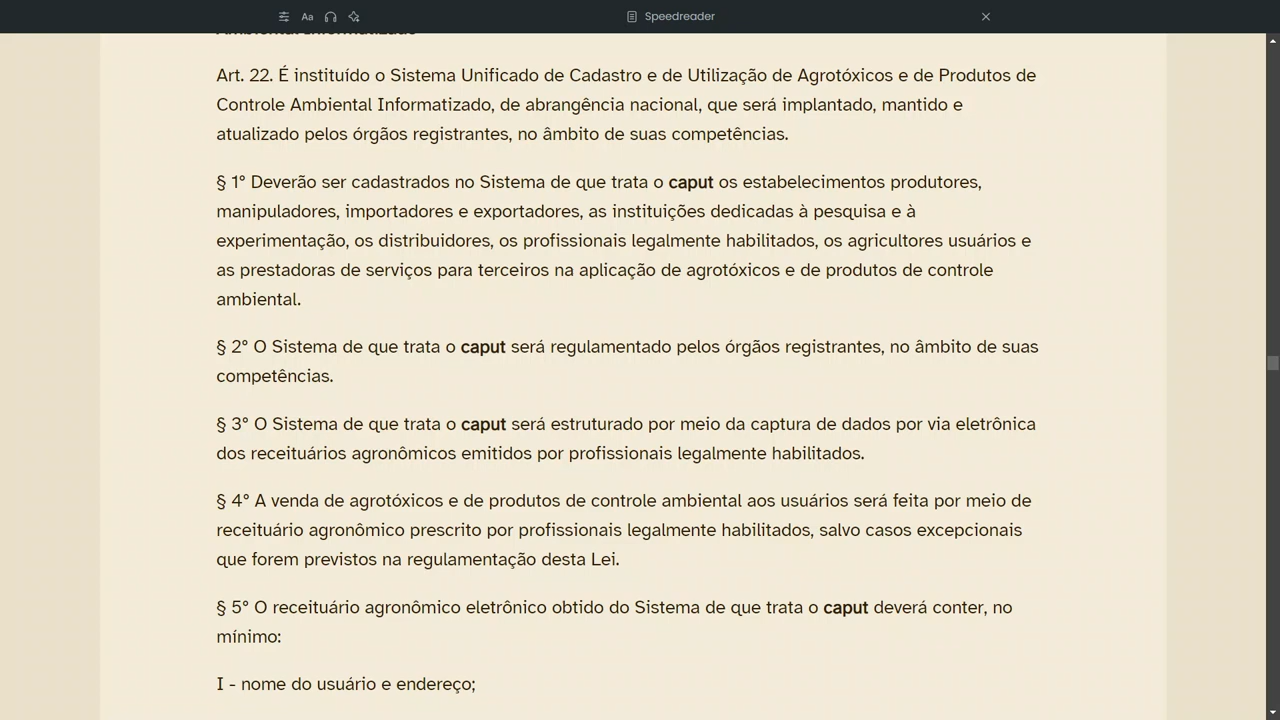 Aa
Speedreader
Ambiental Informatizado
Art. 22. É instituído o Sistema Unificado de Cadastro e de Utilização de Agrotóxicos e de Produtos de
Controle Ambiental Informatizado, de abrangência nacional, que será implantado, mantido e
atualizado pelos órgãos registrantes, no âmbito de suas competências.
§ 1º Deverão ser cadastrados no Sistema de que trata o caput os estabelecimentos produtores,
manipuladores, importadores e exportadores, as instituições dedicadas à pesquisa e à
experimentação, os distribuidores, os profissionais legalmente habilitados, os agricultores usuários e
as prestadoras de serviços para terceiros na aplicação de agrotóxicos e de produtos de controle
ambiental.
§ 2º O Sistema de que trata o caput será regulamentado pelos órgãos registrantes, no âmbito de suas
competências.
§ 3º O Sistema de que trata o caput será estruturado por meio da captura de dados por via eletrônica
dos receituários agronômicos emitidos por profissionais legalmente habilitados.
§ 4º A venda de agrotóxicos e de produtos de controle ambiental aos usuários será feita por meio de
receituário agronômico prescrito por profissionais legalmente habilitados, salvo casos excepcionais
que forem previstos na regulamentação desta Lei.
§ 5º O receituário agronômico eletrônico obtido do Sistema de que trata o caput deverá conter, no
mínimo:
I - nome do usuário e endereço;